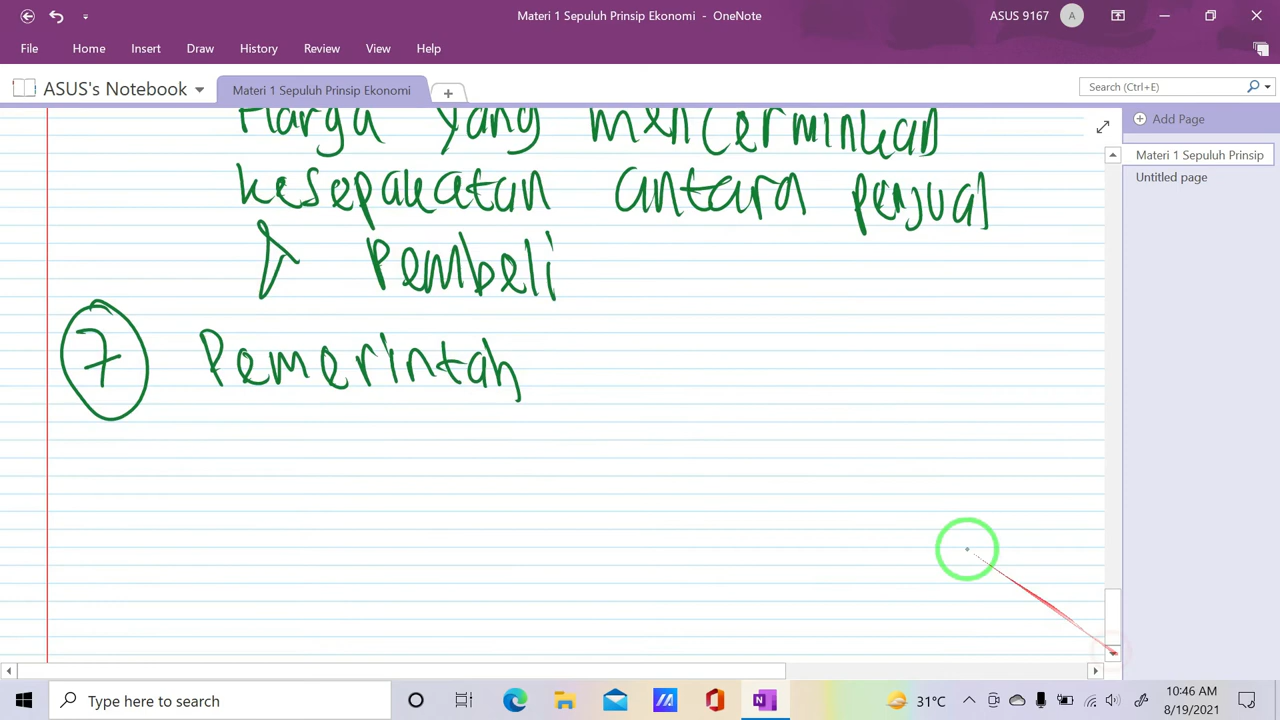 Materi 1 Sepuluh Prinsip Ekonomi - OneNote
ASUS 9167
A
File Home Insert Draw History Review View Help
ASUS's Notebook
Materi 1 Sepuluh Prinsip Ekonomi
Search (Ctrl+E)
Add Page
Materi 1 Sepuluh Prinsip
Untitled page
Harga yang mencerminkan
kesepakatan antara penjual
Pembeli
7 Pemerintah
Type here to search
31°C
10:46 AM
8/19/2021